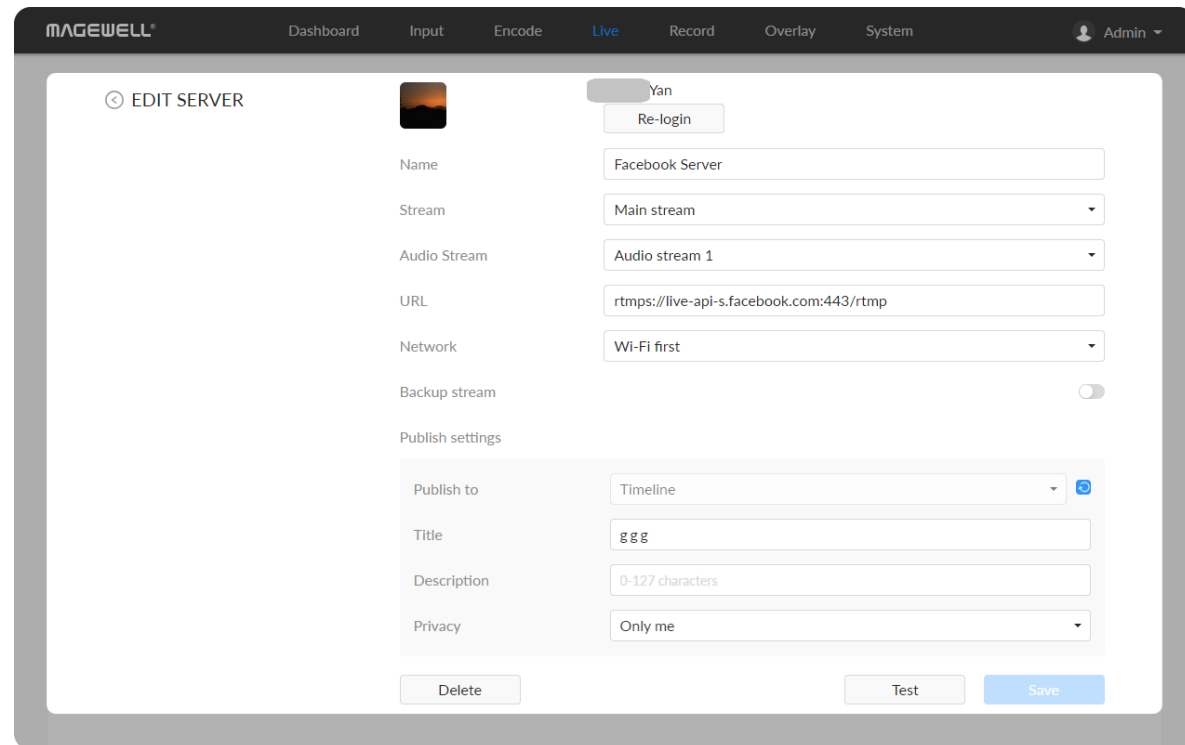 MAGEWELL®
Dashboard Input Encode Live Record Overlay System Admin
EDIT SERVER
Yan
Re-login
Name Facebook Server
Stream Main stream
Audio Stream Audio stream 1
URL rtmps://live-api-s.facebook.com:443/rtmp
Network Wi-Fi first
Backup stream
Publish settings
Publish to Timeline
Title g g g
Description 0-127 characters
Privacy Only me
Delete Test Save